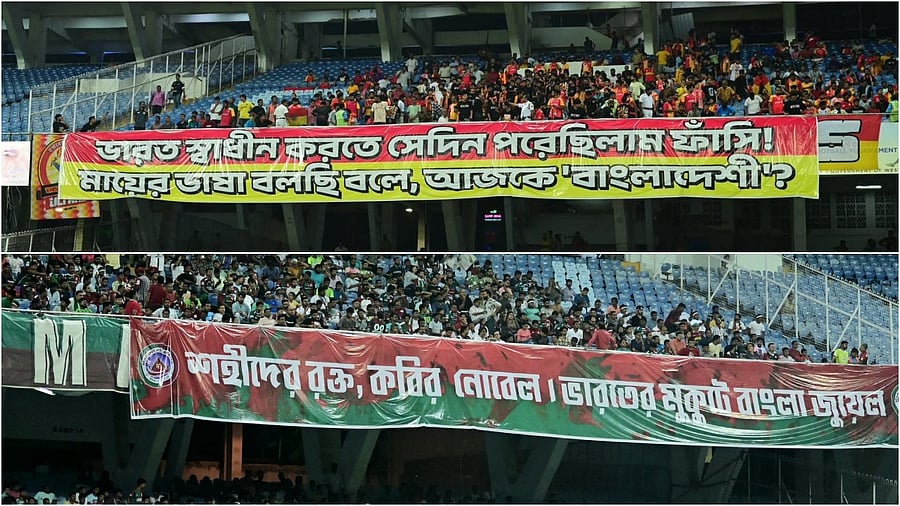 ভারত স্বাধীন করতে সেদিন পরেছিলাম ফাঁসি!
মায়ের ভাষা বলছি বলে, আজকে 'বাংলাদেশী'?
S
M
শহীদের রক্ত, কবির নোবেল। ভারতের মুকুট বাংলা জুয়েল